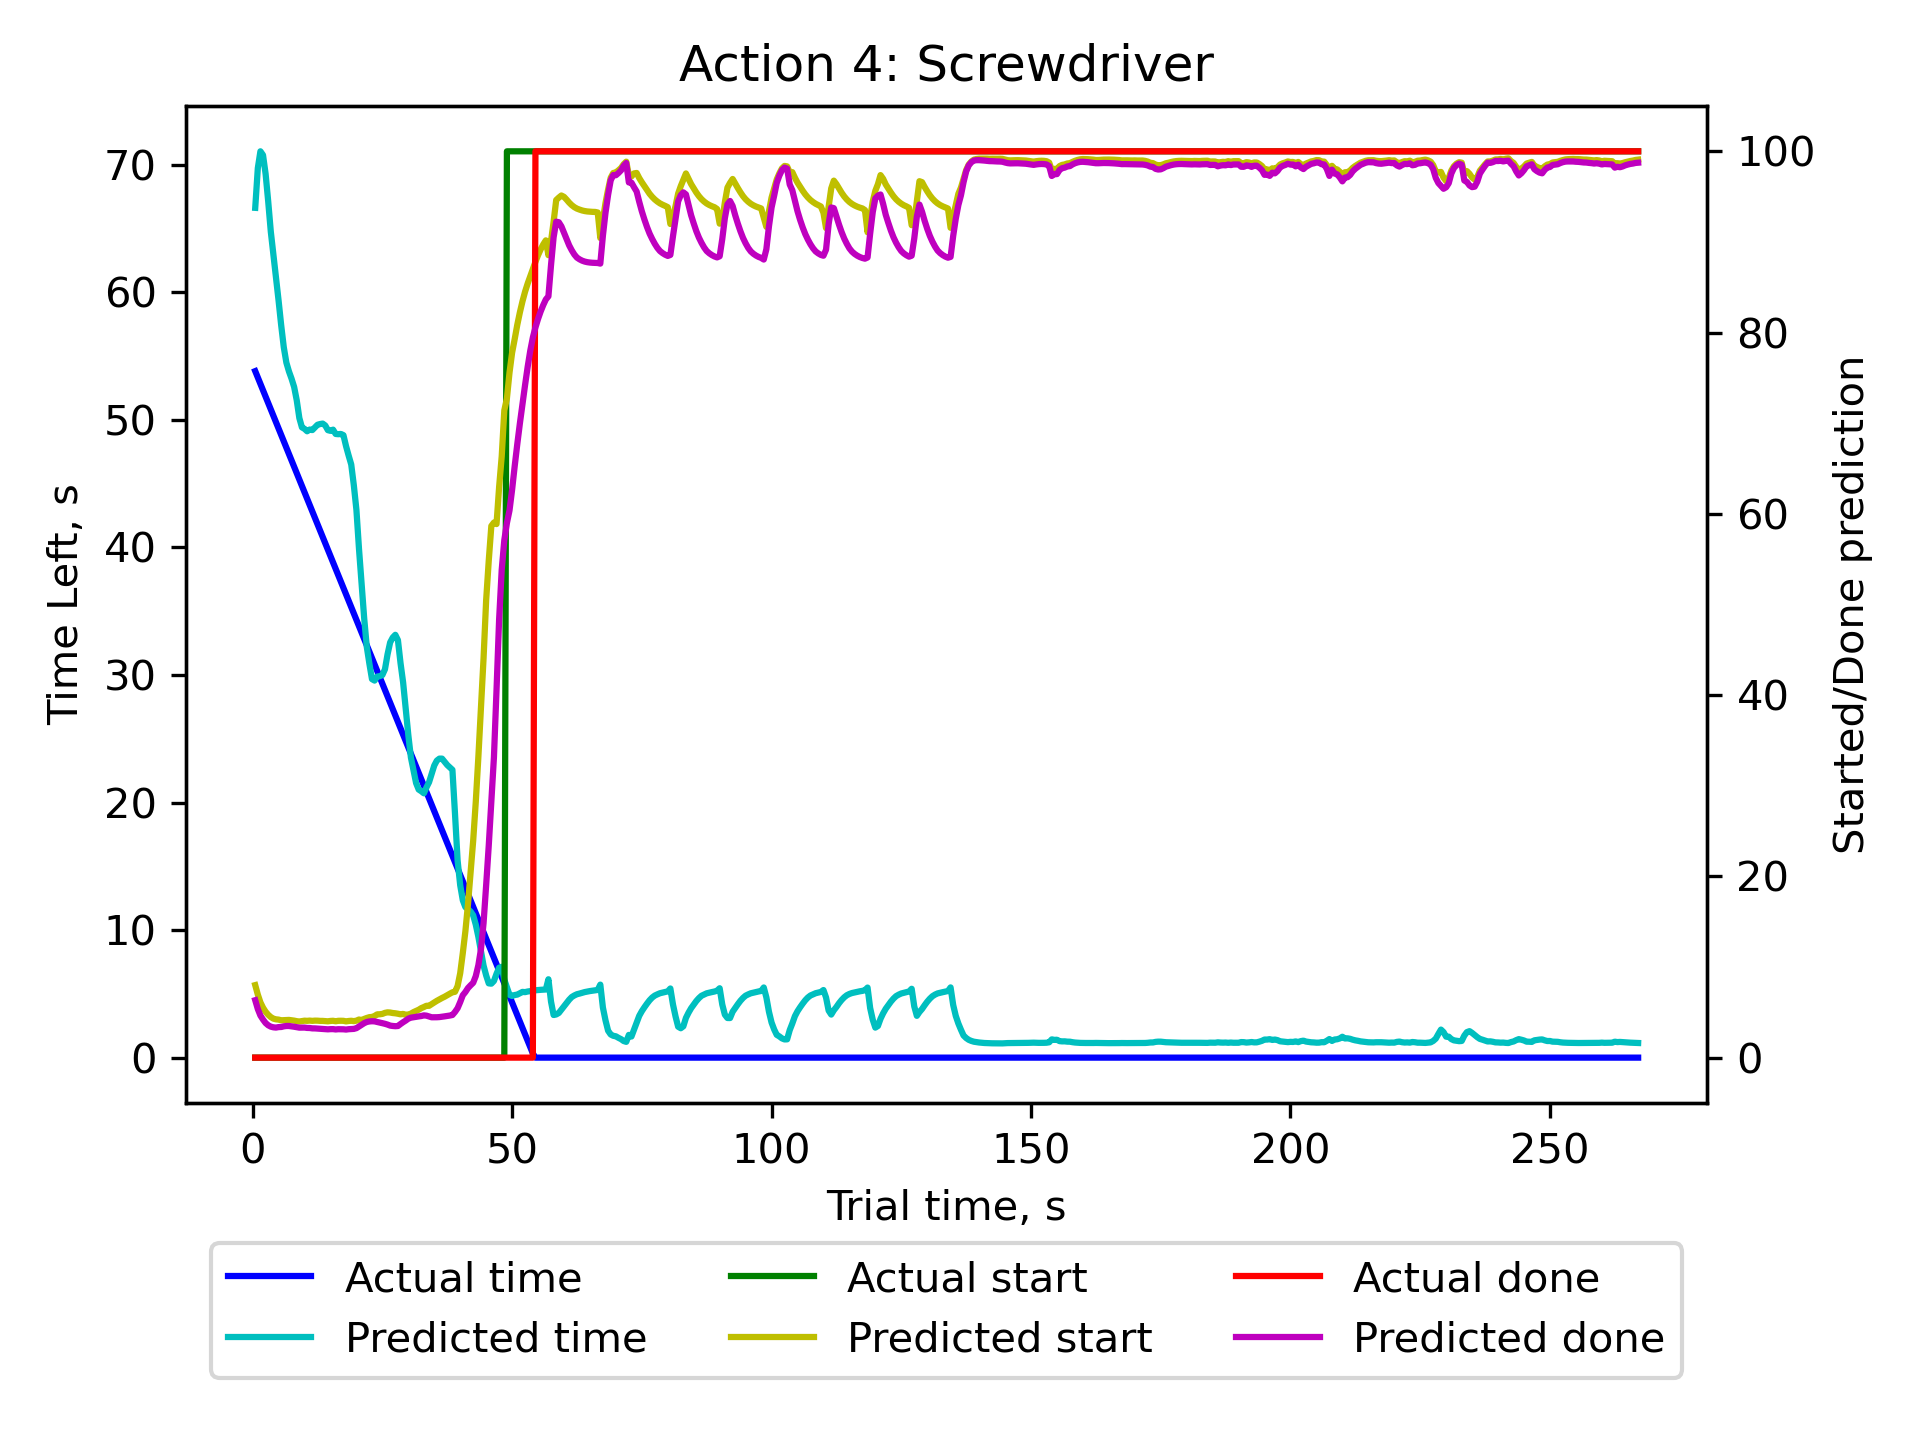 Action 4: Screwdriver
Time Left, s
70
60
50
40
30
20
10
0
100
80
60
40
20
0
Started/Done prediction
0 50 100 150 200 250
Trial time, s
Actual time Actual start Actual done
Predicted time Predicted start Predicted done